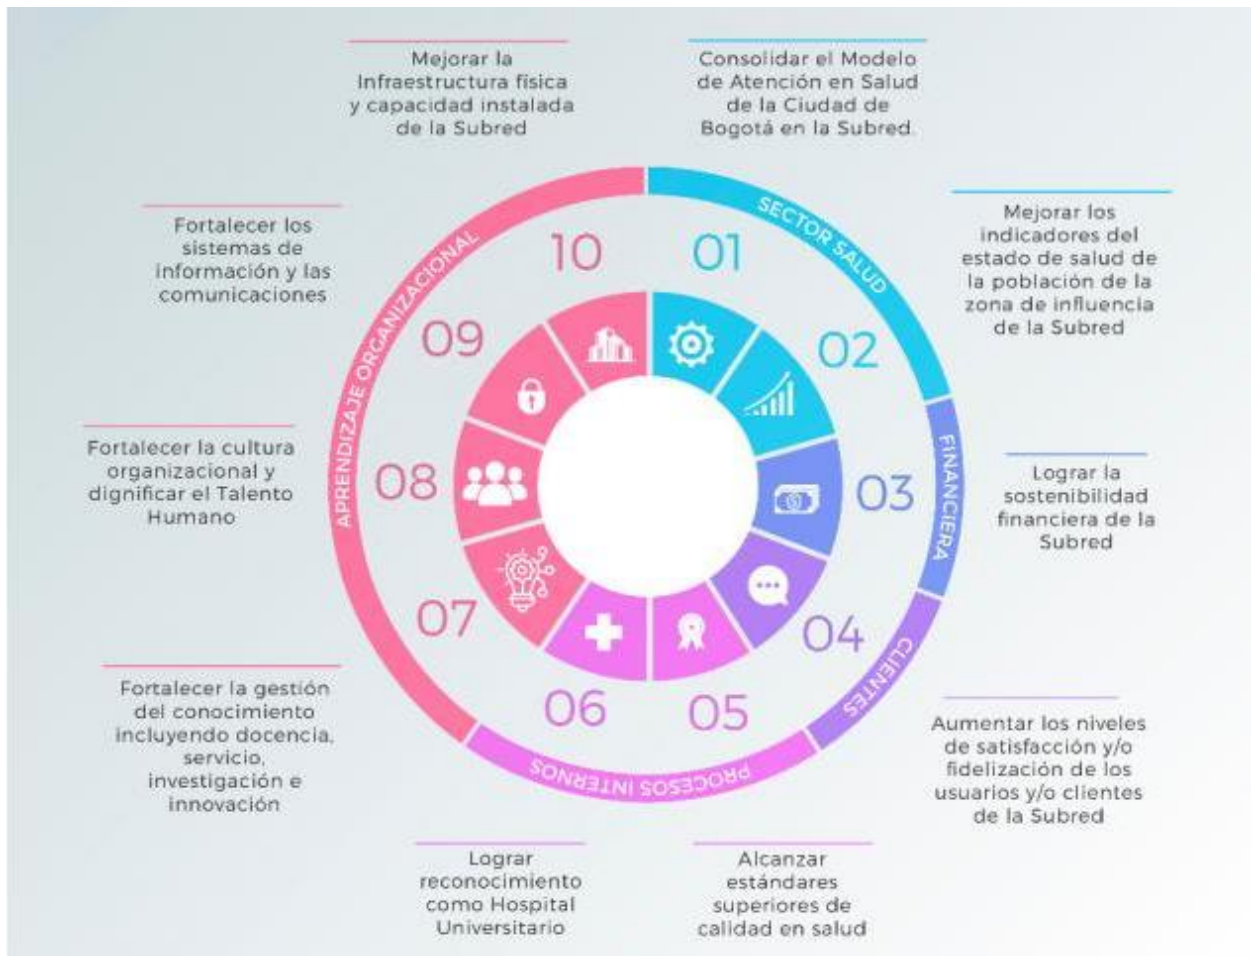 Mejorar la
Infraestructura física
y capacidad instalada
de la Subred
Consolidar el Modelo
de Atención en Salud
de la Ciudad de
Bogotá en la Subred.
Fortalecer los
sistemas de
información y las
comunicaciones
Mejorar los
indicadores del
estado de salud de
la población de la
zona de influencia
de la Subred
SECTOR SALUD
APRENDIZAJE ORGANIZACIONAL
10
01
09
02
Fortalecer la cultura
organizacional y
dignificar el Talento
Humano
08
03
FINANCIERA
Lograr la
sostenibilidad
financiera de la
Subred
07
04
CLIENTES
06
05
PROCESOS INTERNOS
Fortalecer la gestión
del conocimiento
incluyendo docencia,
servicio,
investigación e
innovación
Aumentar los niveles
de satisfacción y/o
fidelización de los
usuarios y/o clientes
de la Subred
Lograr
reconocimiento
como Hospital
Universitario
Alcanzar
estándares
superiores de
calidad en salud